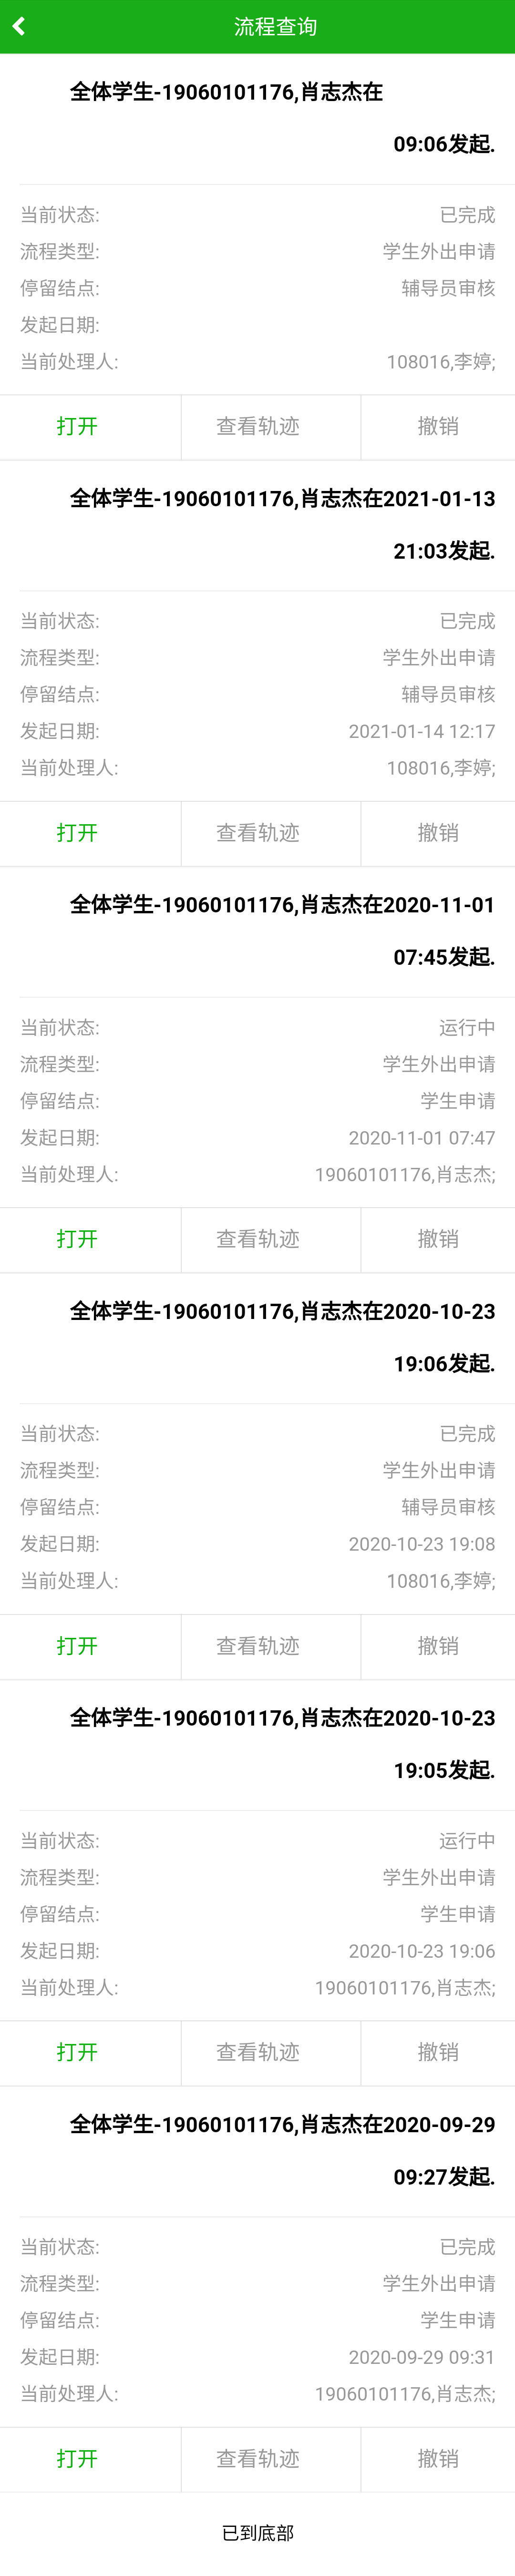 流程查询
全体学生-19060101176,肖志杰在
09:06发起.
当前状态: 已完成
流程类型: 学生外出申请
停留结点: 辅导员审核
发起日期:
当前处理人: 108016,李婷;
打开 查看轨迹 撤销
全体学生-19060101176,肖志杰在2021-01-13
21:03发起.
当前状态: 已完成
流程类型: 学生外出申请
停留结点: 辅导员审核
发起日期: 2021-01-14 12:17
当前处理人: 108016,李婷;
打开 查看轨迹 撤销
全体学生-19060101176,肖志杰在2020-11-01
07:45发起.
当前状态: 运行中
流程类型: 学生外出申请
停留结点: 学生申请
发起日期: 2020-11-01 07:47
当前处理人: 19060101176,肖志杰;
打开 查看轨迹 撤销
全体学生-19060101176,肖志杰在2020-10-23
19:06发起.
当前状态: 已完成
流程类型: 学生外出申请
停留结点: 辅导员审核
发起日期: 2020-10-23 19:08
当前处理人: 108016,李婷;
打开 查看轨迹 撤销
全体学生-19060101176,肖志杰在2020-10-23
19:05发起.
当前状态: 运行中
流程类型: 学生外出申请
停留结点: 学生申请
发起日期: 2020-10-23 19:06
当前处理人: 19060101176,肖志杰;
打开 查看轨迹 撤销
全体学生-19060101176,肖志杰在2020-09-29
09:27发起.
当前状态: 已完成
流程类型: 学生外出申请
停留结点: 学生申请
发起日期: 2020-09-29 09:31
当前处理人: 19060101176,肖志杰;
打开 查看轨迹 撤销
已到底部